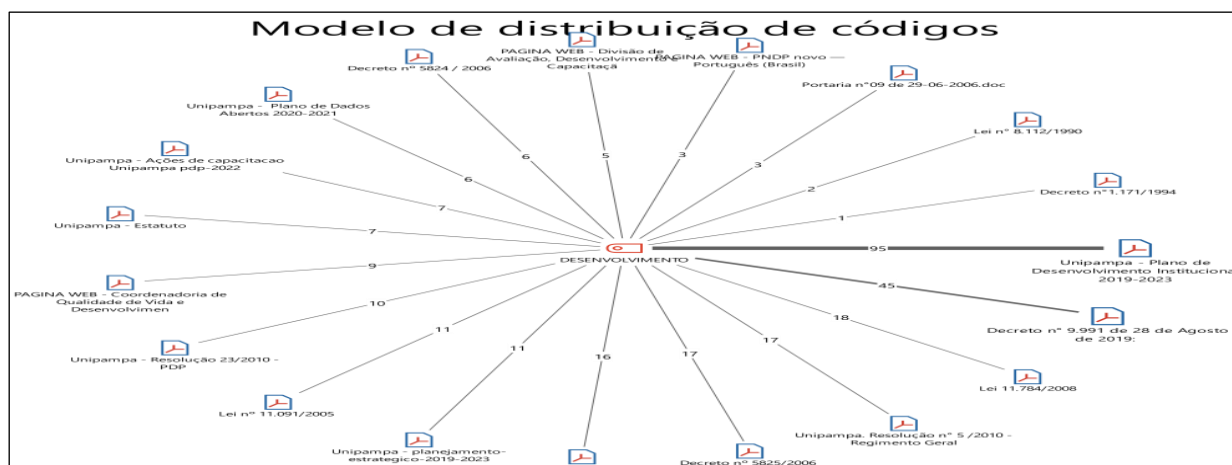 Modelo de distribuição de códigos
PAGINA WEB - Divisão de
Avaliação, Desenvolvimento e
Capacitaçã
PAGINA WEB - PNDP novo —
Português (Brasil)
Decreto nº 5824 / 2006
Portaria n°09 de 29-06-2006.doc
Unipampa - Plano de Dados
Abertos 2020-2021
Lei n° 8.112/1990
Unipampa - Ações de capacitacao
Unipampa pdp-2022
Decreto n°1.171/1994
Unipampa - Estatuto
6
5
3
3
6
2
7
1
7
95
9
45
10
18
11
17
11
16
17
DESENVOLVIMENTO
Unipampa - Plano de
Desenvolvimento Instituciona
2019-2023
PAGINA WEB - Coordenadoria de
Qualidade de Vida e
Desenvolvimen
Decreto n° 9.991 de 28 de Agosto
de 2019:
Unipampa - Resolução 23/2010 -
PDP
Lei 11.784/2008
Lei nº 11.091/2005
Unipampa. Resolução n° 5 /2010 -
Regimento Geral
Unipampa - planejamento-
estrategico-2019-2023
Decreto nº 5825/2006